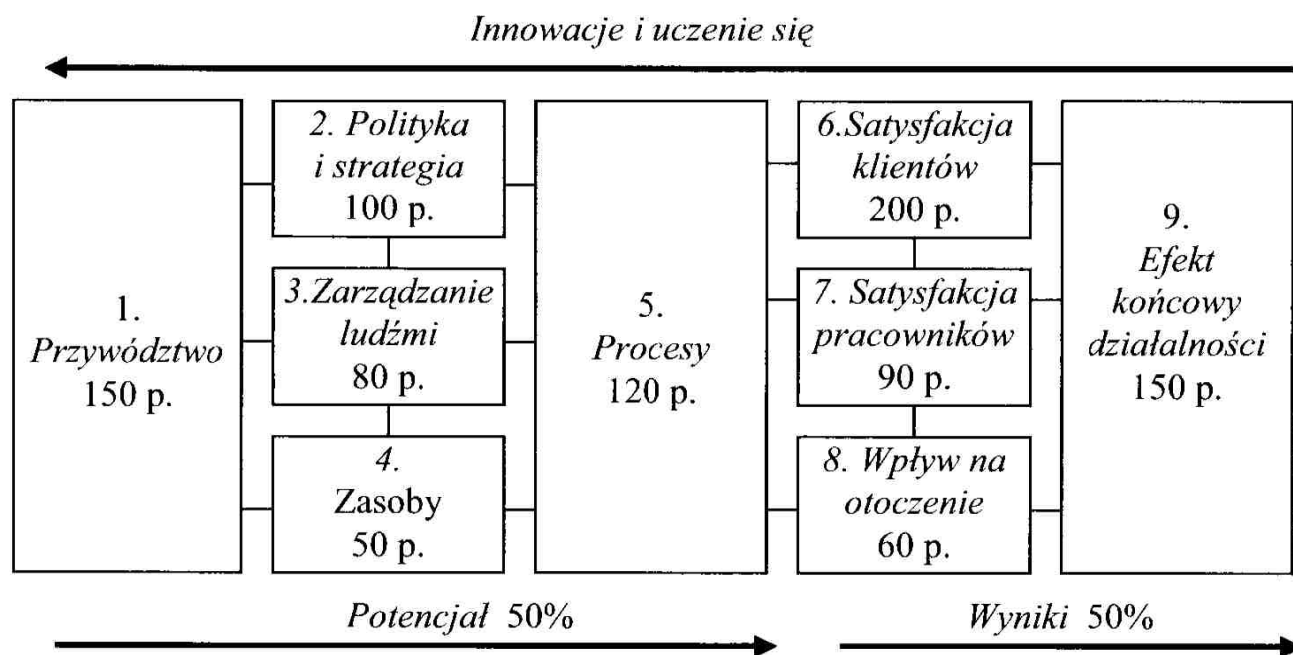 Innowacje i uczenie się
1.
Przywództwo
150 p.
2. Polityka
i strategia
100 p.
3.Zarządzanie
ludźmi
80 p.
4.
Zasoby
50 p.
5.
Procesy
120 p.
6.Satysfakcja
klientów
200 p.
7. Satysfakcja
pracowników
90 p.
8. Wpływ na
otoczenie
60 p.
9.
Efekt
końcowy
działalności
150 p.
Potencjał 50%
Wyniki 50%